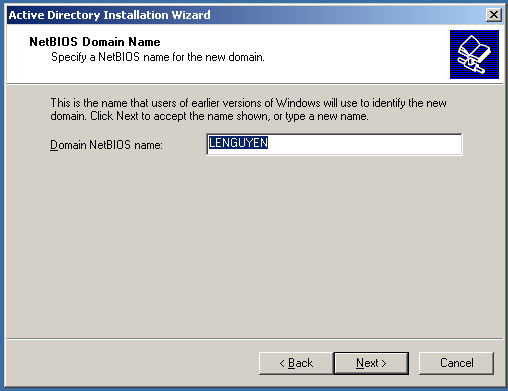 Active Directory Installation Wizard
NetBIOS Domain Name
Specify a NetBIOS name for the new domain.
This is the name that users of earlier versions of Windows will use to identify the new
domain. Click Next to accept the name shown, or type a new name.
Domain NetBIOS name: LENGUYEN
< Back Next > Cancel